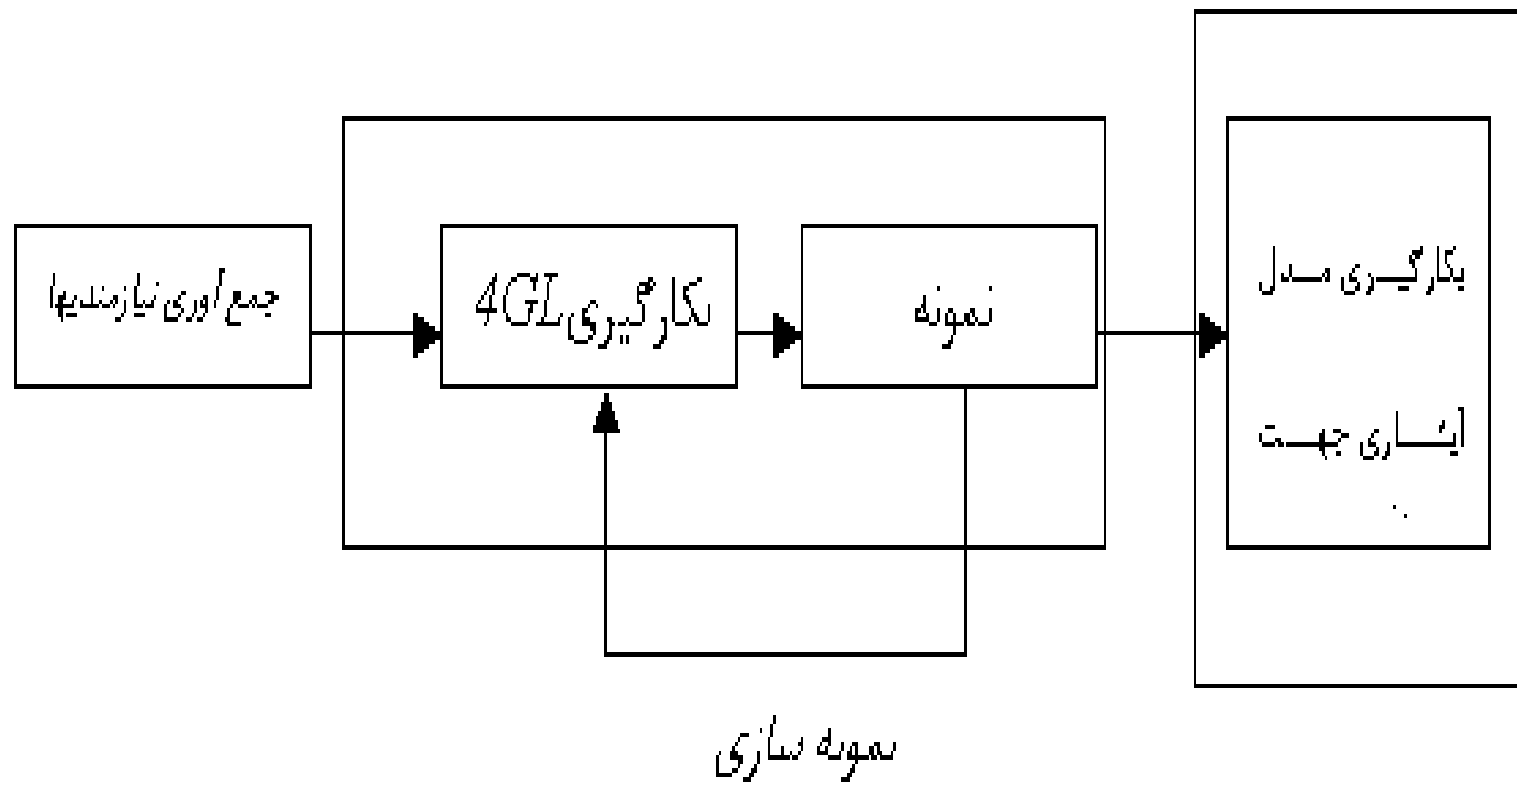 جمع آوری نیازمندیها
بکارگیری 4GL
نمونه
بکارگیری مدل
آبشاری جهت
نمونه سازی